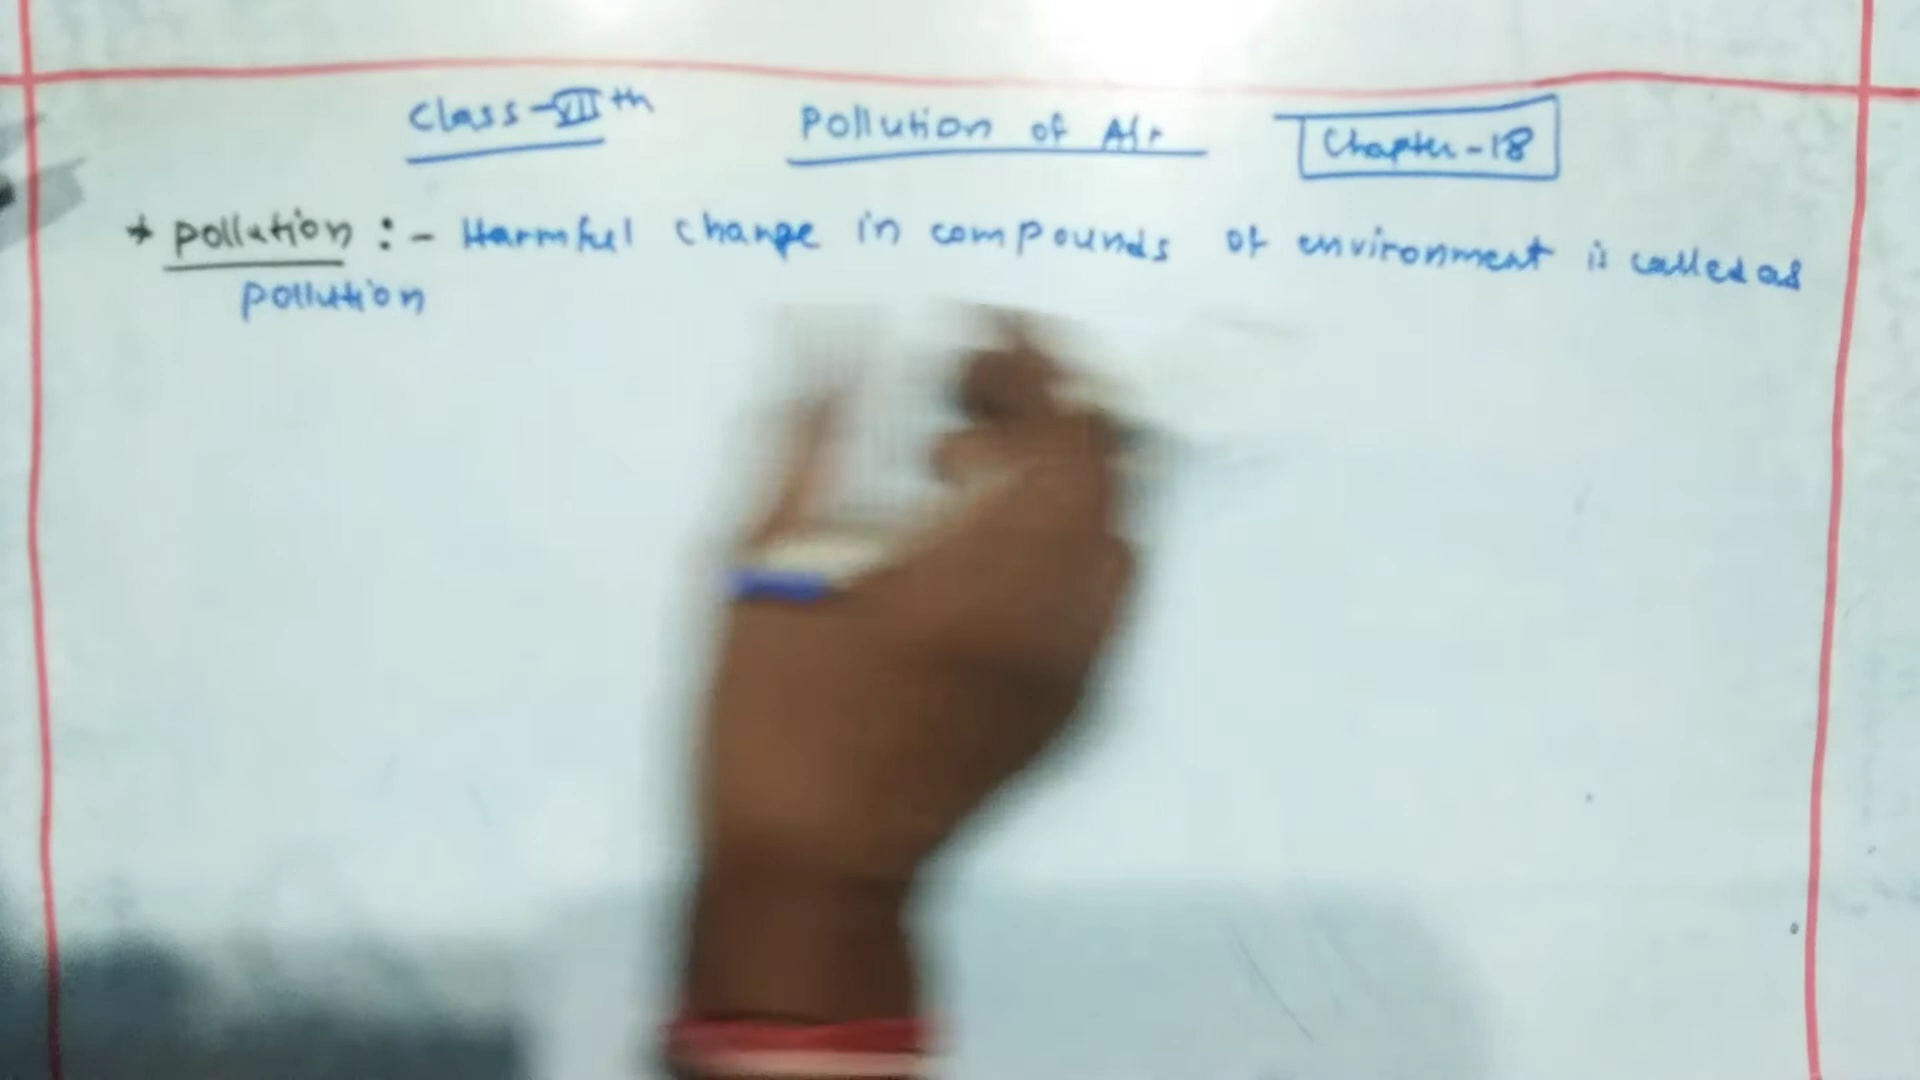 Class-VIIth Pollution of Air Chapter-18
* pollution :- Harmful change in compounds of environment is called as
pollution